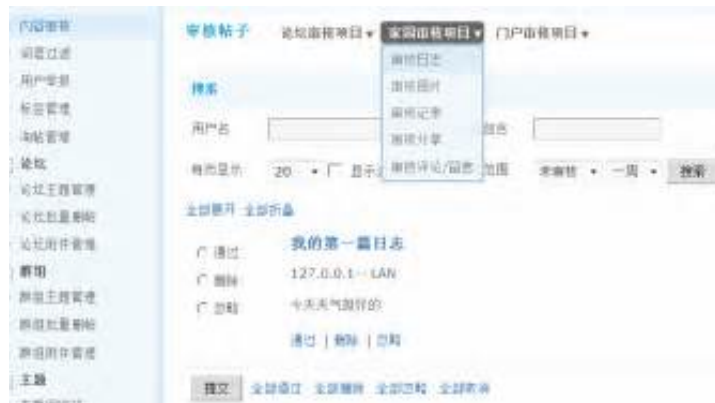 内容审核
词语过滤
用户举报
标签管理
淘帖管理
论坛
论坛主题管理
论坛批量删帖
论坛附件管理
群组
群组主题管理
群组批量删帖
群组附件管理
主题
审核帖子 论坛审核项目 家园审核项目 门户审核项目
审核日志
审核图片
审核记录
审核分享
审核评论/留言
搜索
用户名
每页显示 20 范围 未审核 一周 搜索
全部展开 全部折叠
通过 我的第一篇日志
删除 127.0.0.1 -- LAN
忽略 今天天气挺好的
通过 | 删除 | 忽略
提交 全部通过 全部删除 全部忽略 全部取消